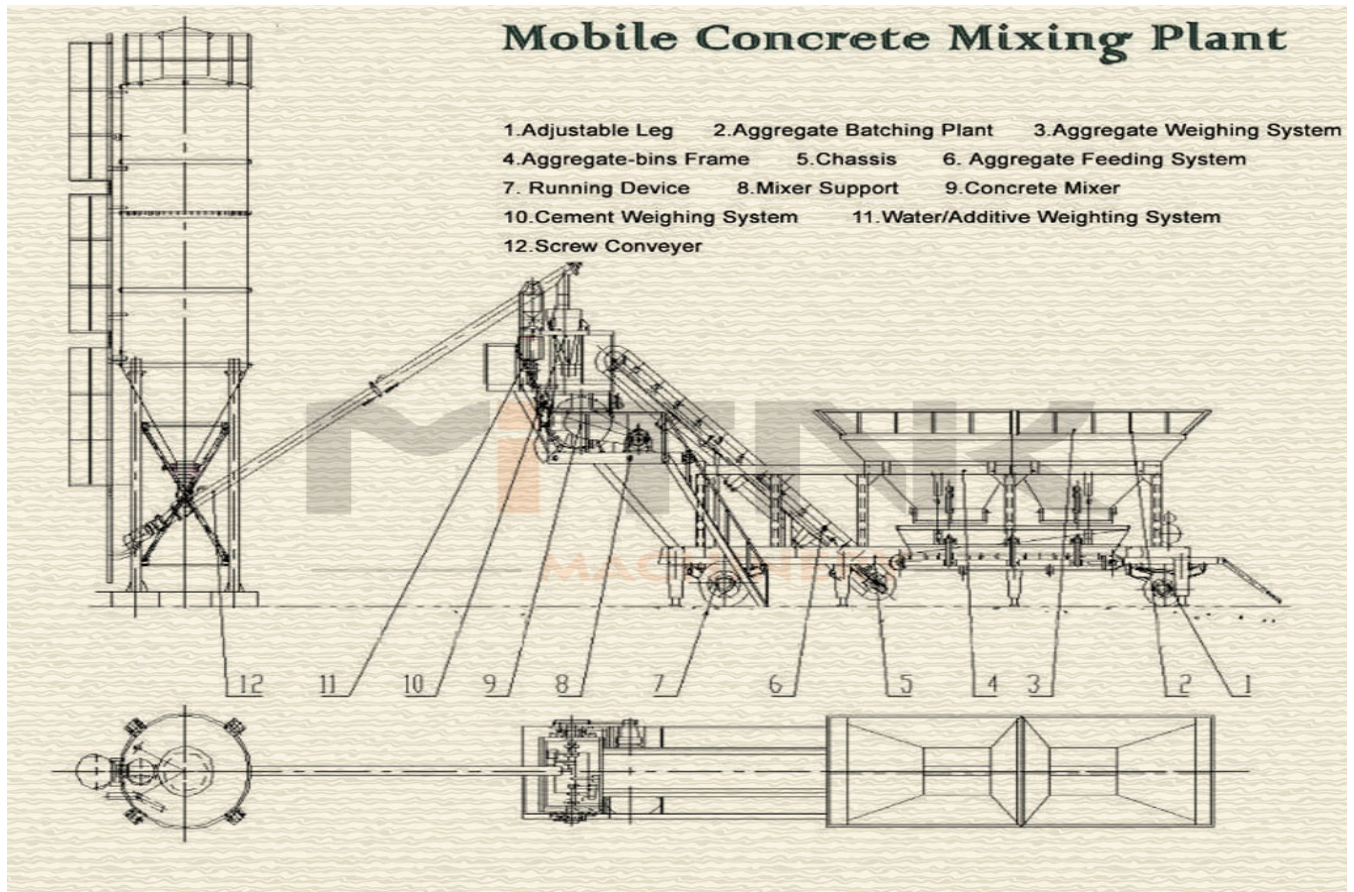 Mobile Concrete Mixing Plant
1.Adjustable Leg 2.Aggregate Batching Plant 3.Aggregate Weighing System
4.Aggregate-bins Frame 5.Chassis 6. Aggregate Feeding System
7. Running Device 8.Mixer Support 9.Concrete Mixer
10.Cement Weighing System 11.Water/Additive Weighting System
12.Screw Conveyer
MiTNK
MACHINERY
12 11 10 9 8 7 6 5 4 3 2 1